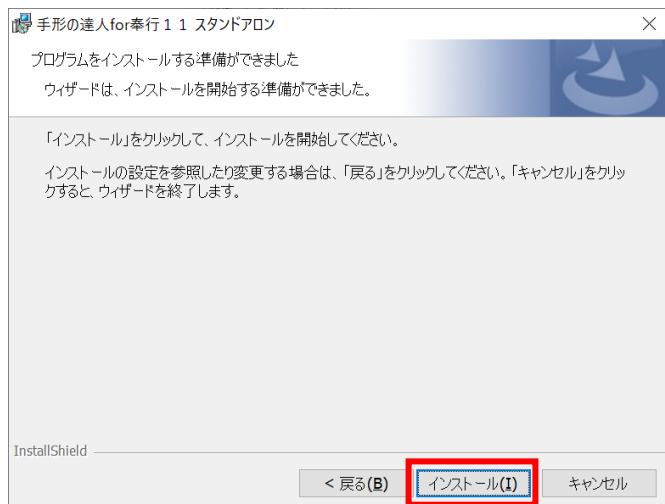 手形の達人for奉行１１ スタンドアロン
プログラムをインストールする準備ができました
ウィザードは、インストールを開始する準備ができました。
「インストール」をクリックして、インストールを開始してください。
インストールの設定を参照したり変更する場合は、「戻る」をクリックしてください。「キャンセル」をクリッ
クすると、ウィザードを終了します。
InstallShield
< 戻る(B)
インストール(I)
キャンセル